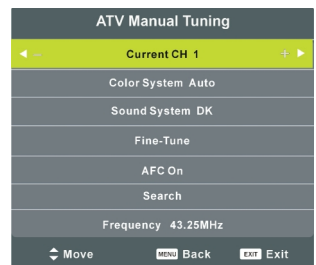 ATV Manual Tuning
Current CH 1
Color System Auto
Sound System DK
Fine-Tune
AFC On
Search
Frequency 43.25MHz
Move MENU Back EXIT Exit